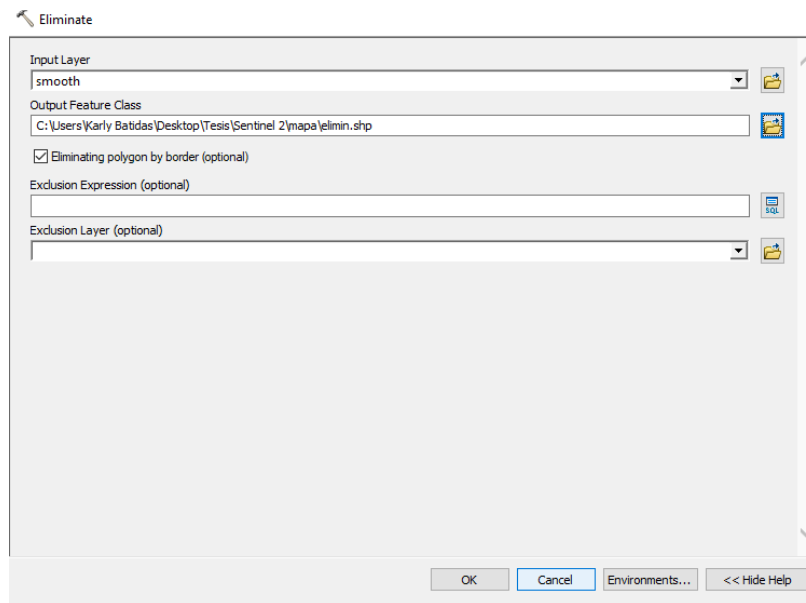 Eliminate
Input Layer
smooth
Output Feature Class
C:\Users\Karly Batidas\Desktop\Tesis\Sentinel 2\mapa\elimin.shp
Eliminating polygon by border (optional)
Exclusion Expression (optional)
SQL
Exclusion Layer (optional)
OK Cancel Environments... << Hide Help